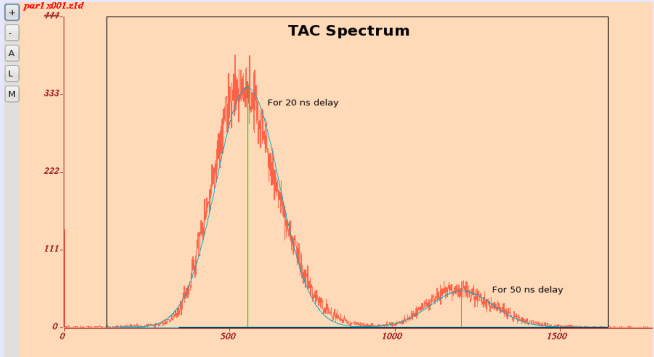 par1 x001.z1d
+
-
A
L
M
444
TAC Spectrum
333
For 20 ns delay
222
111
For 50 ns delay
0
0 500 1000 1500